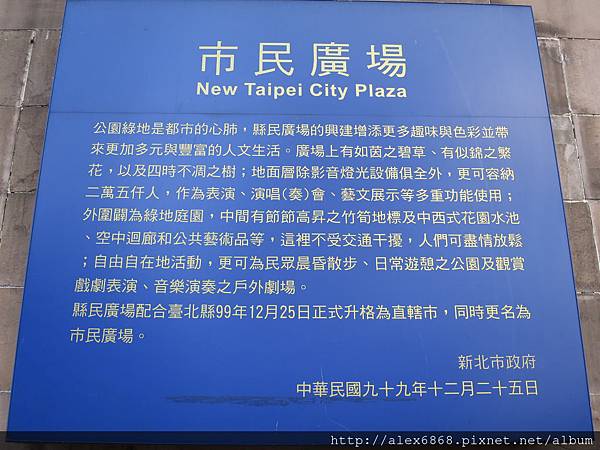 市民廣場
New Taipei City Plaza
公園綠地是都市的心肺，縣民廣場的興建增添更多趣味與色彩並帶
來更加多元與豐富的人文生活。廣場上有如茵之碧草、有似錦之繁
花，以及四時不凋之樹；地面層除影音燈光設備俱全外，更可容納
二萬五仟人，作為表演、演唱(奏)會、藝文展示等多重功能使用；
外圍闢為綠地庭園，中間有節節高昇之竹筍地標及中西式花園水池
、空中迴廊和公共藝術品等，這裡不受交通干擾，人們可盡情放鬆
；自由自在地活動，更可為民眾晨昏散步、日常遊憩之公園及觀賞
戲劇表演、音樂演奏之戶外劇場。
縣民廣場配合臺北縣99年12月25日正式升格為直轄市，同時更名為
市民廣場。
新北市政府
中華民國九十九年十二月二十五日
http://alex6868.pixnet.net/album